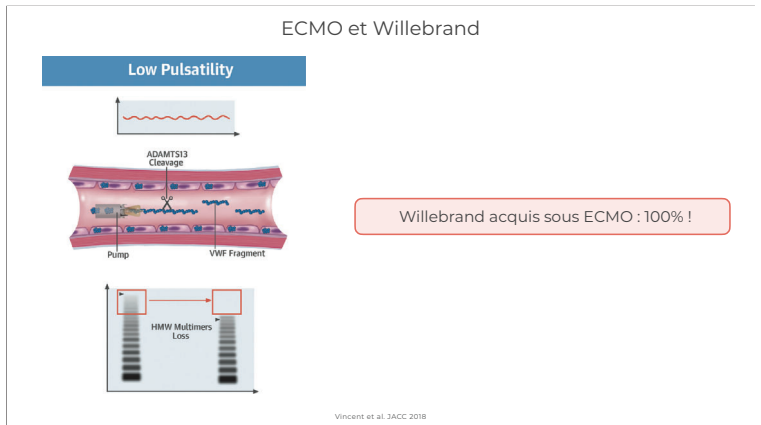 ECMO et Willebrand
Low Pulsatility
ADAMTS13
Cleavage
Pump
VWF Fragment
HMW Multimers
Loss
Willebrand acquis sous ECMO : 100% !
Vincent et al. JACC 2018